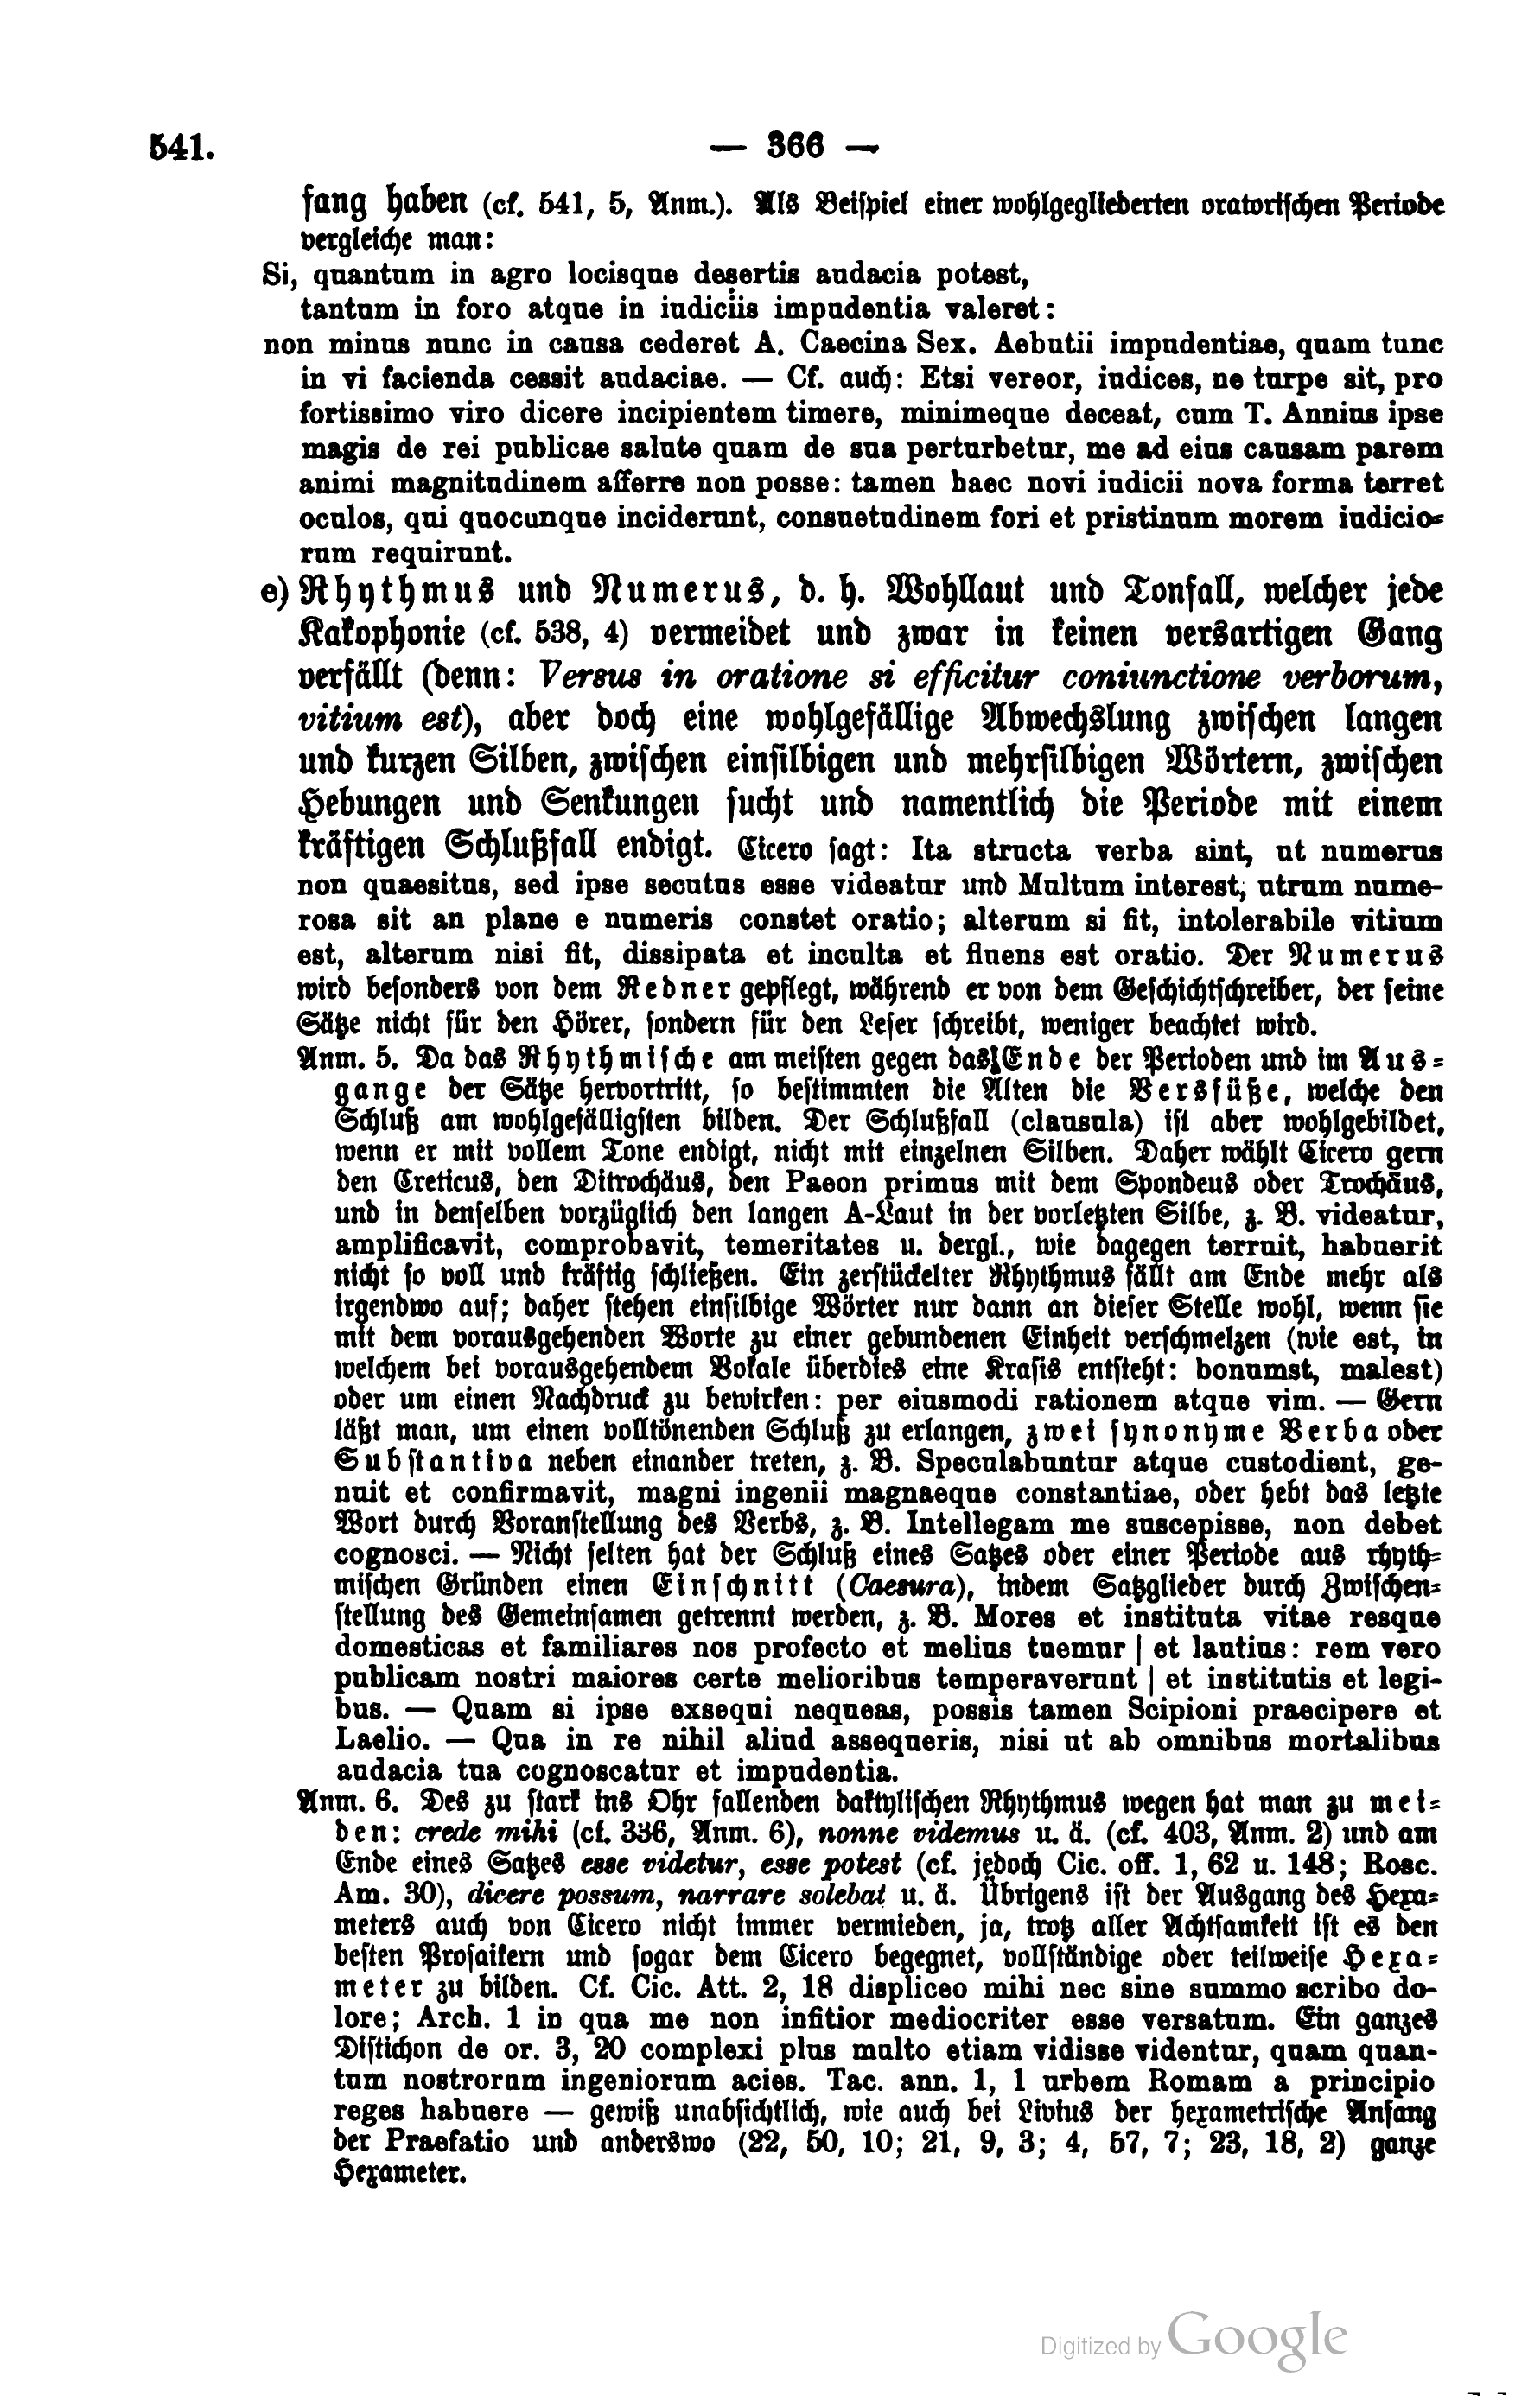 541. — 366 —
fang haben (cf. 541, 5, Anm.). Als Beispiel einer wohlgegliederten oratorischen Periode
vergleiche man:
Si, quantum in agro locisque desertis audacia potest,
tantum in foro atque in iudiciis impudentia valeret:
non minus nunc in causa cederet A. Caecina Sex. Aebutii impudentiae, quam tunc
in vi facienda cessit audaciae. — Cf. auch: Etsi vereor, iudices, ne turpe sit, pro
fortissimo viro dicere incipientem timere, minimeque deceat, cum T. Annius ipse
magis de rei publicae salute quam de sua perturbetur, me ad eius causam parem
animi magnitudinem afferre non posse: tamen haec novi iudicii nova forma terret
oculos, qui quocunque inciderunt, consuetudinem fori et pristinum morem iudicio-
rum requirunt.
e) Rhythmus und Numerus, d. h. Wohllaut und Tonfall, welcher jede
Kakophonie (cf. 538, 4) vermeidet und zwar in keinen versartigen Gang
verfällt (denn: Versus in oratione si efficitur coniunctione verborum,
vitium est), aber doch eine wohlgefällige Abwechslung zwischen langen
und kurzen Silben, zwischen einsilbigen und mehrsilbigen Wörtern, zwischen
Hebungen und Senkungen sucht und namentlich die Periode mit einem
kräftigen Schlußfall endigt. Cicero sagt: Ita structa verba sint, ut numerus
non quaesitus, sed ipse secutus esse videatur und Multum interest, utrum nume-
rosa sit an plane e numeris constet oratio; alterum si fit, intolerabile vitium
est, alterum nisi fit, dissipata et inculta et fluens est oratio. Der Numerus
wird besonders von dem Redner gepflegt, während er von dem Geschichtschreiber, der seine
Sätze nicht für den Hörer, sondern für den Leser schreibt, weniger beachtet wird.
Anm. 5. Da das Rhythmische am meisten gegen das Ende der Perioden und im Aus-
gange der Sätze hervortritt, so bestimmten die Alten die Versfüße, welche den
Schluß am wohlgefälligsten bilden. Der Schlußfall (clausula) ist aber wohlgebildet,
wenn er mit vollem Tone endigt, nicht mit einzelnen Silben. Daher wählt Cicero gern
den Creticus, den Ditrochäus, den Paeon primus mit dem Spondeus oder Trochäus,
und in denselben vorzüglich den langen A-Laut in der vorletzten Silbe, z. B. videatur,
amplificavit, comprobavit, temeritates u. dergl., wie dagegen terruit, habuerit
nicht so voll und kräftig schließen. Ein zerstückelter Rhythmus fällt am Ende mehr als
irgendwo auf; daher stehen einsilbige Wörter nur dann an dieser Stelle wohl, wenn sie
mit dem vorausgehenden Worte zu einer gebundenen Einheit verschmelzen (wie est, in
welchem bei vorausgehendem Vokale überdies eine Krasis entsteht: bonumst, malest)
oder um einen Nachdruck zu bewirken: per eiusmodi rationem atque vim. — Gern
läßt man, um einen volltönenden Schluß zu erlangen, zwei synonyme Verba oder
Substantiva neben einander treten, z. B. Speculabuntur atque custodient, ge-
nuit et confirmavit, magni ingenii magnaeque constantiae, oder hebt das letzte
Wort durch Voranstellung des Verbs, z. B. Intellegam me suscepisse, non debet
cognosci. — Nicht selten hat der Schluß eines Satzes oder einer Periode aus rhyth-
mischen Gründen einen Einschnitt (Caesura), indem Satzglieder durch Zwischen-
stellung des Gemeinsamen getrennt werden, z. B. Mores et instituta vitae resque
domesticas et familiares nos profecto et melius tuemur | et lautius: rem vero
publicam nostri maiores certe melioribus temperaverunt | et institutis et legi-
bus. — Quam si ipse exsequi nequeas, possis tamen Scipioni praecipere et
Laelio. — Qua in re nihil aliud assequeris, nisi ut ab omnibus mortalibus
audacia tua cognoscatur et impudentia.
Anm. 6. Des zu stark ins Ohr fallenden daktylischen Rhythmus wegen hat man zu mei-
den: crede mihi (cf. 336, Anm. 6), nonne videmus u. ä. (cf. 403, Anm. 2) und am
Ende eines Satzes esse videtur, esse potest (cf. jedoch Cic. off. 1, 62 u. 148; Rosc.
Am. 30), dicere possum, narrare solebat u. ä. Übrigens ist der Ausgang des Hexa-
meters auch von Cicero nicht immer vermieden, ja, trotz aller Achtsamkeit ist es den
besten Prosaikern und sogar dem Cicero begegnet, vollständige oder teilweise Hexa-
meter zu bilden. Cf. Cic. Att. 2, 18 displiceo mihi nec sine summo scribo do-
lore; Arch. 1 in qua me non infitior mediocriter esse versatum. Ein ganzes
Distichon de or. 3, 20 complexi plus multo etiam vidisse videntur, quam quan-
tum nostrorum ingeniorum acies. Tac. ann. 1, 1 urbem Romam a principio
reges habuere — gewiß unabsichtlich, wie auch bei Livius der hexametrische Anfang
der Praefatio und anderswo (22, 50, 10; 21, 9, 3; 4, 57, 7; 23, 18, 2) ganze
Hexameter.
Digitized by Google